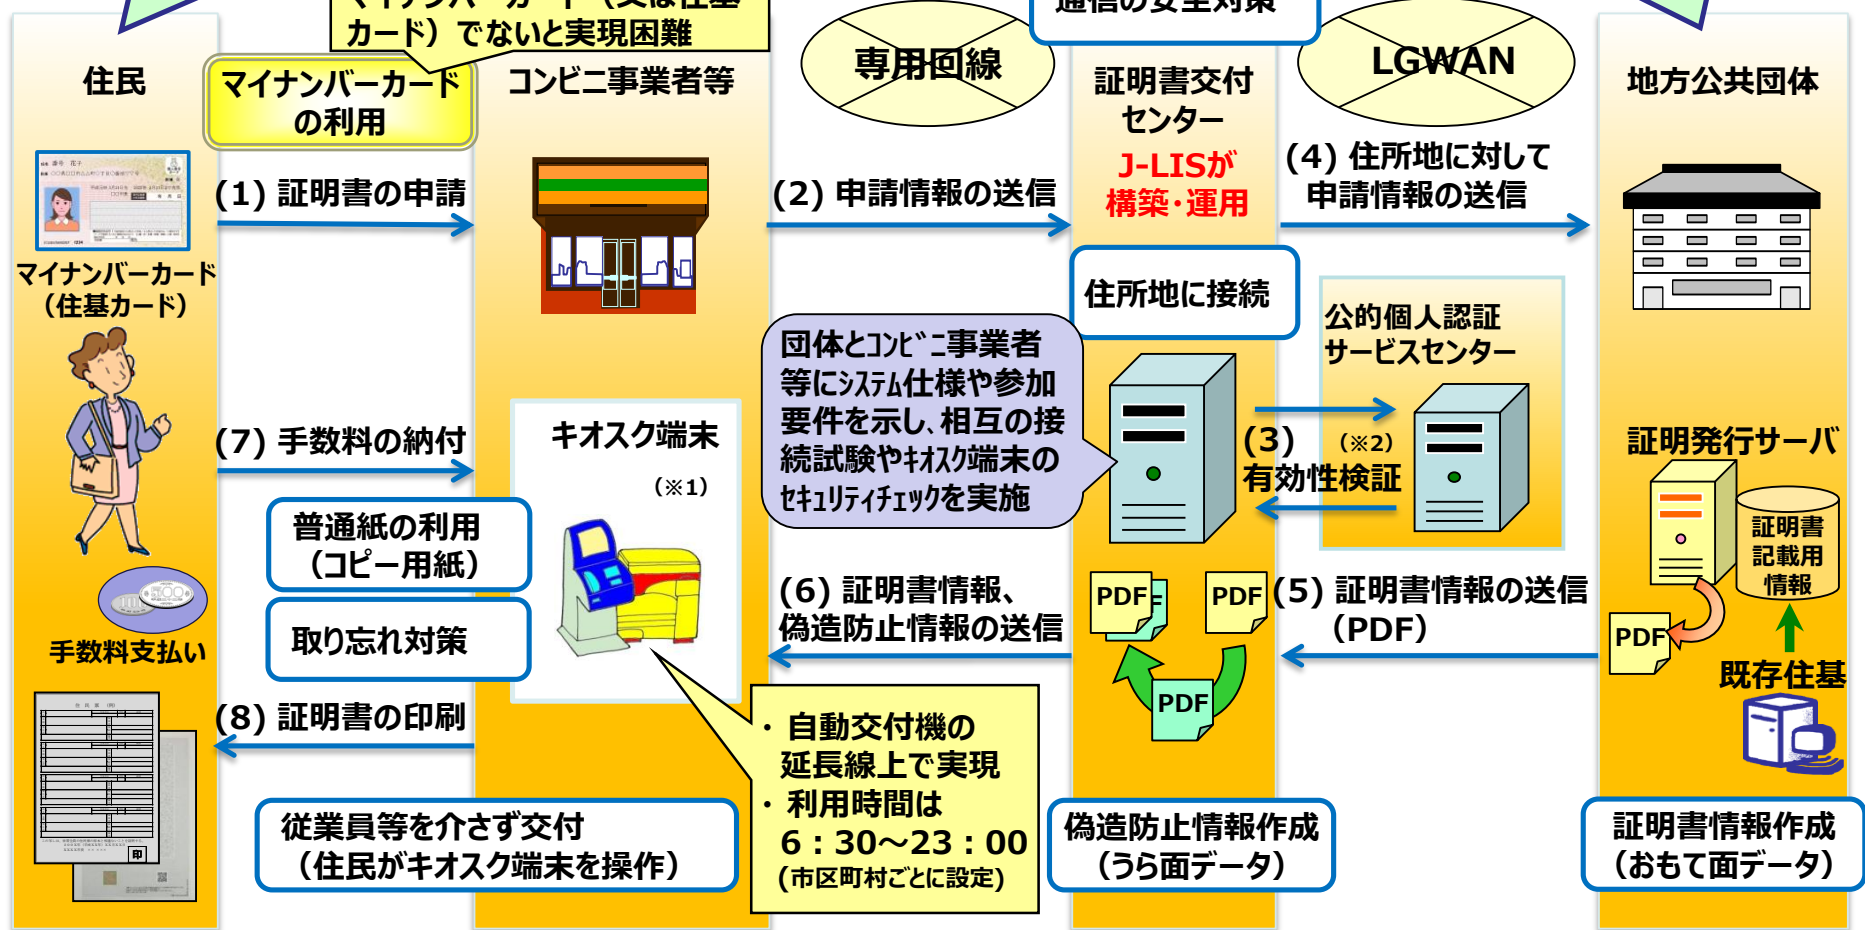 マイナンバーカード（又は住基
カード）でないと実現困難
通信の安全対策
住民
マイナンバーカード
の利用
コンビニ事業者等
専用回線
証明書交付
センター
J-LISが
構築・運用
LGWAN
地方公共団体
(1) 証明書の申請
(2) 申請情報の送信
(4) 住所地に対して
申請情報の送信
マイナンバーカード
（住基カード）
住所地に接続
公的個人認証
サービスセンター
団体とコンビニ事業者
等にシステム仕様や参加
要件を示し、相互の接
続試験やキオスク端末の
セキュリティチェックを実施
(3)
（※2）
有効性検証
(7) 手数料の納付
キオスク端末
（※1）
証明発行サーバ
証明書
記載用
情報
普通紙の利用
（コピー用紙）
取り忘れ対策
手数料支払い
(6) 証明書情報、
偽造防止情報の送信
PDF
PDF
PDF
(5) 証明書情報の送信
（PDF）
PDF
既存住基
(8) 証明書の印刷
・ 自動交付機の
延長線上で実現
・ 利用時間は
6：30～23：00
(市区町村ごとに設定)
従業員等を介さず交付
（住民がキオスク端末を操作）
偽造防止情報作成
（うら面データ）
証明書情報作成
（おもて面データ）
印